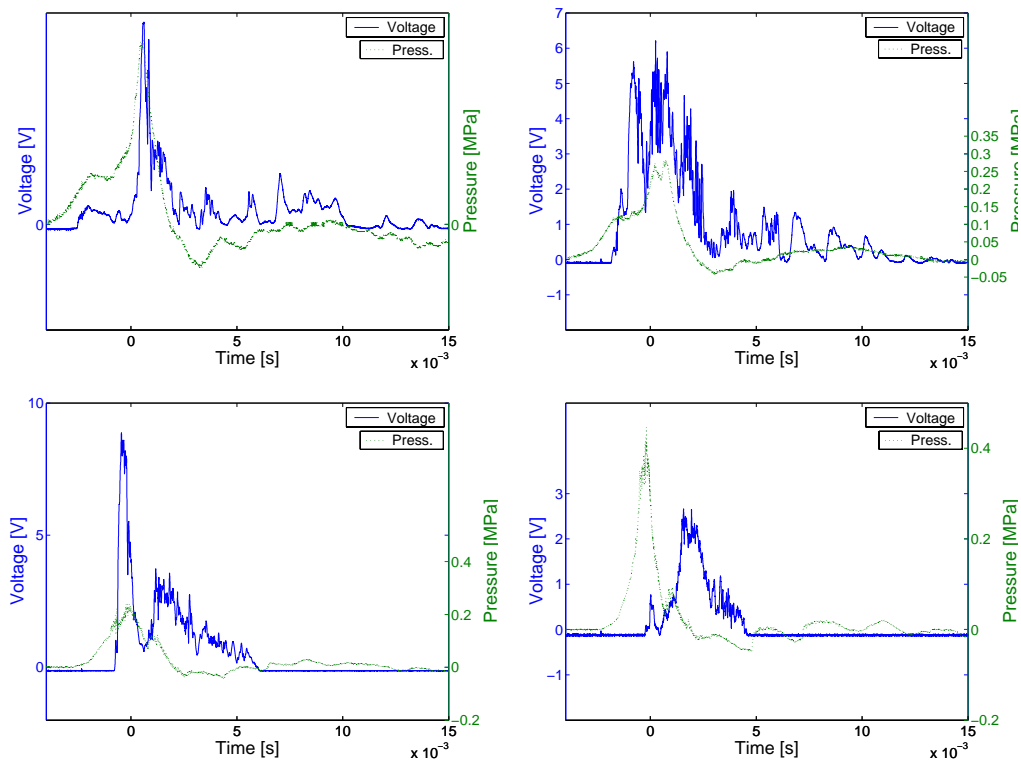 Voltage
Press.
Voltage [V]
0
Pressure [MPa]
0
0 5 10 15
Time [s]
x 10⁻³
Voltage
Press.
Voltage [V]
7
6
5
4
3
2
1
0
−1
Pressure [MPa]
0.35
0.3
0.25
0.2
0.15
0.1
0.05
0
−0.05
0 5 10 15
Time [s]
x 10⁻³
Voltage
Press.
Voltage [V]
10
5
0
Pressure [MPa]
0.4
0.2
0
−0.2
0 5 10 15
Time [s]
x 10⁻³
Voltage
Press.
Voltage [V]
3
2
1
0
−1
Pressure [MPa]
0.4
0.2
0
−0.2
0 5 10 15
Time [s]
x 10⁻³